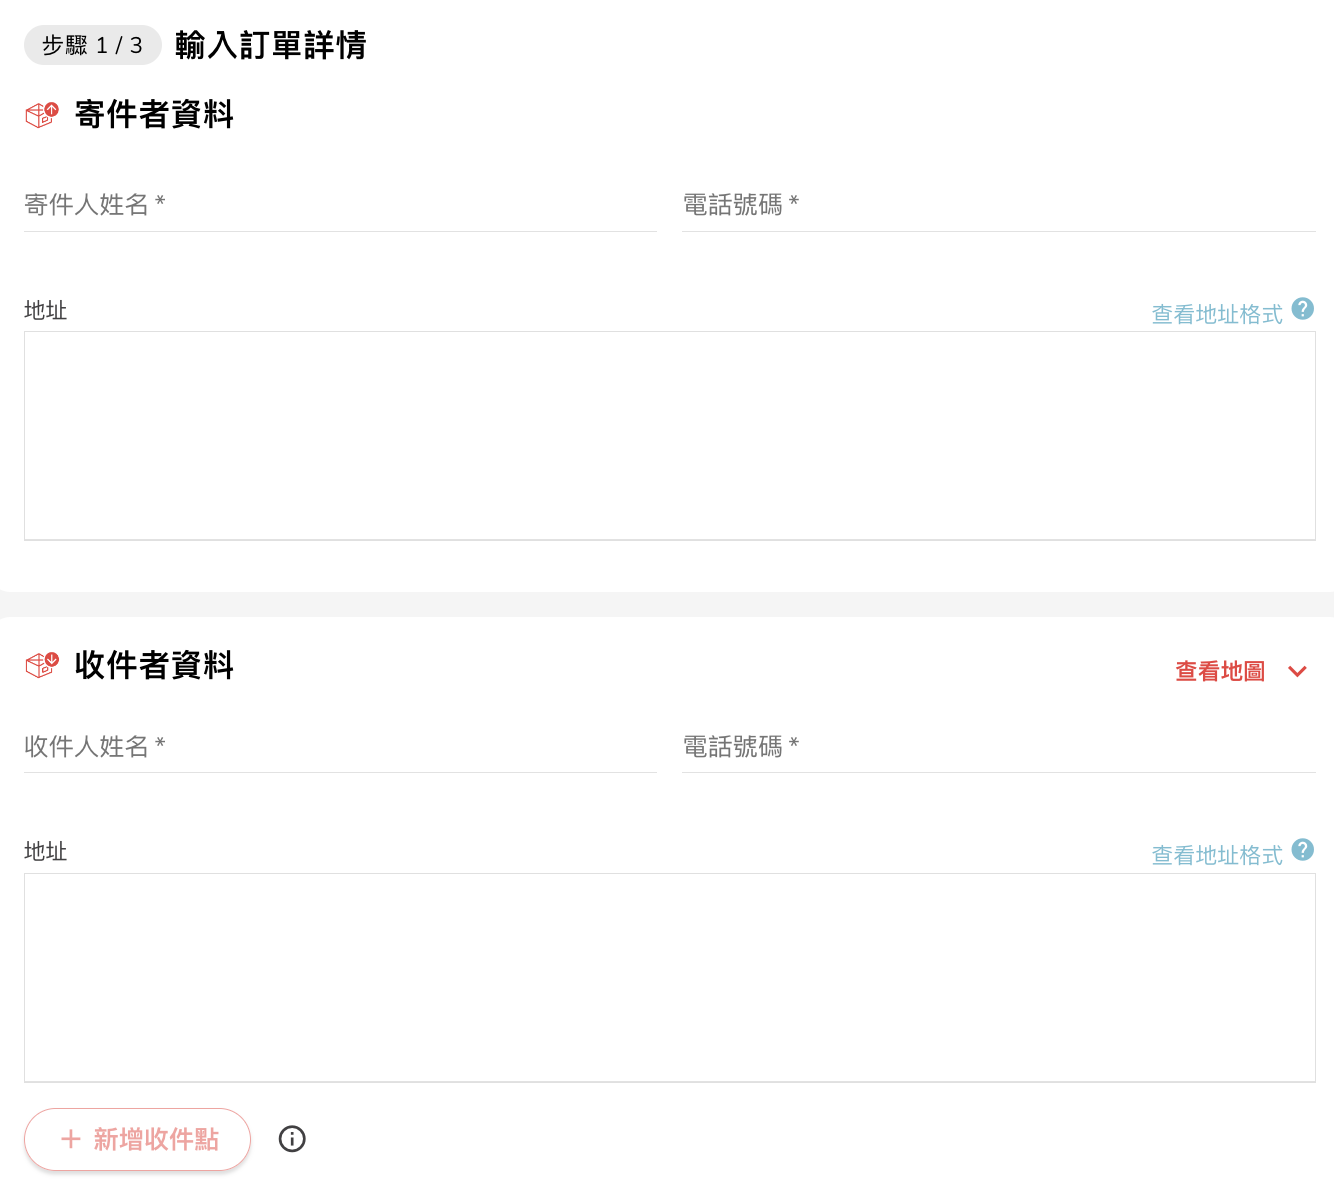 步驟 1 / 3 輸入訂單詳情
寄件者資料
寄件人姓名 * 電話號碼 *
地址 查看地址格式
收件者資料 查看地圖
收件人姓名 * 電話號碼 *
地址 查看地址格式
+ 新增收件點